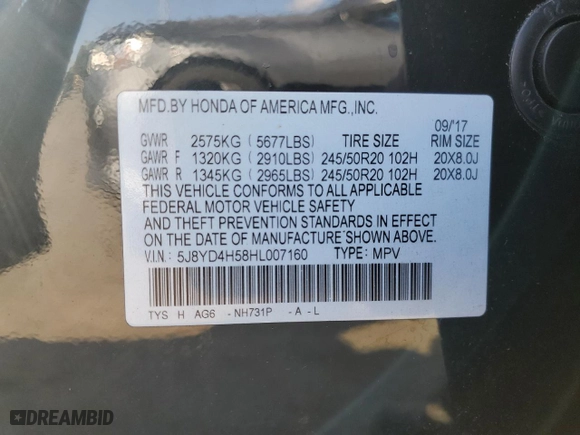 MFD.BY HONDA OF AMERICA MFG.,INC.
09/'17
GVWR 2575KG ( 5677LBS) TIRE SIZE RIM SIZE
GAWR F 1320KG ( 2910LBS) 245/50R20 102H 20X8.0J
GAWR R 1345KG ( 2965LBS) 245/50R20 102H 20X8.0J
THIS VEHICLE CONFORMS TO ALL APPLICABLE
FEDERAL MOTOR VEHICLE SAFETY
AND THEFT PREVENTION STANDARDS IN EFFECT
ON THE DATE OF MANUFACTURE SHOWN ABOVE.
V.I.N: 5J8YD4H58HL007160 TYPE: MPV
TYS H AG6 - NH731P - A - L
DREAMBID